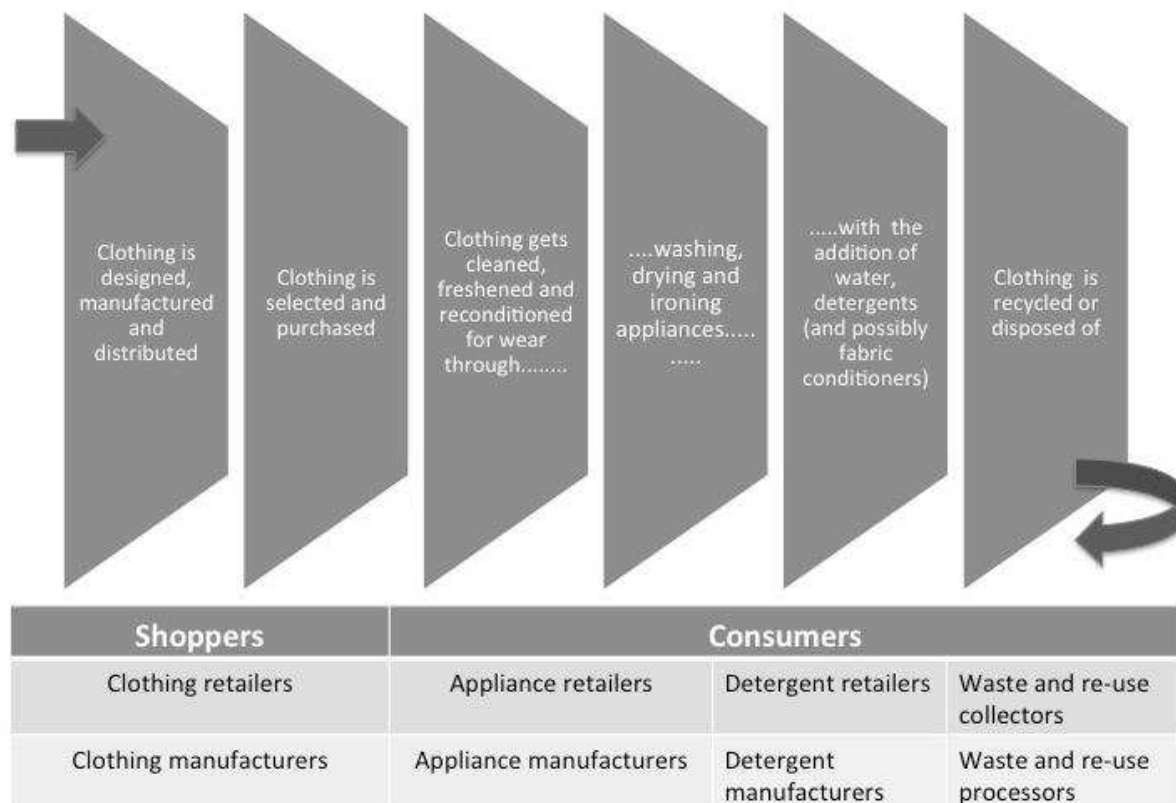 Clothing is
designed,
manufactured
and
distributed
Clothing is
selected and
purchased
Clothing gets
cleaned,
freshened and
reconditioned
for wear
through........
....washing,
drying and
ironing
appliances.....
.....
.....with the
addition of
water,
detergents
(and possibly
fabric
conditioners)
Clothing is
recycled or
disposed of
Shoppers
Consumers
Clothing retailers
Appliance retailers
Detergent retailers
Waste and re-use
collectors
Clothing manufacturers
Appliance manufacturers
Detergent
manufacturers
Waste and re-use
processors